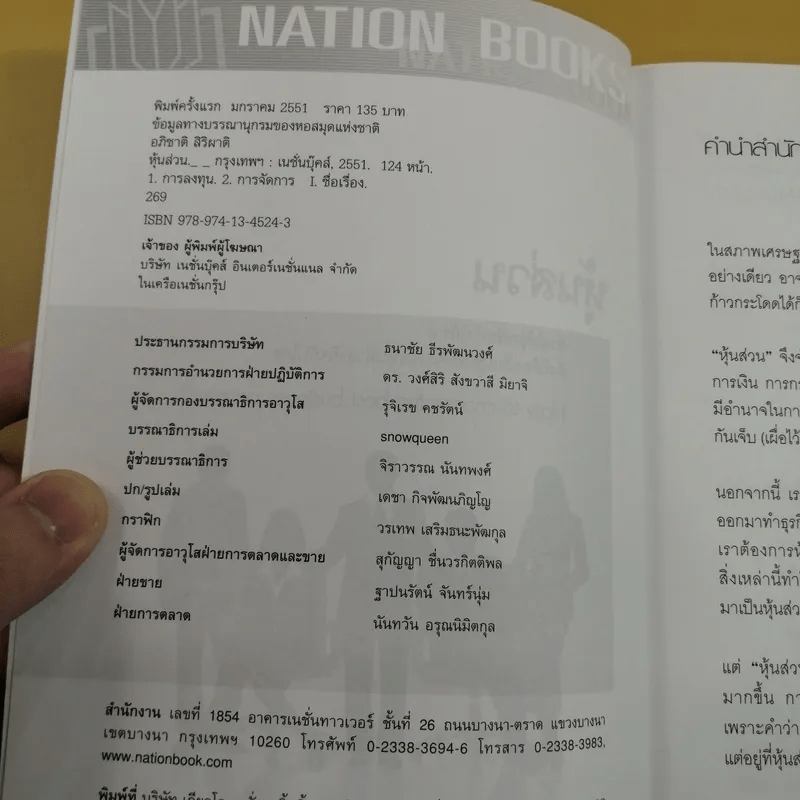 NATION BOOKS
พิมพ์ครั้งแรก มกราคม 2551 ราคา 135 บาท
ข้อมูลทางบรรณานุกรมของหอสมุดแห่งชาติ
อภิชาติ สิริผาติ
หุ้นส่วน._ _ กรุงเทพฯ : เนชั่นบุ๊คส์, 2551. 124 หน้า.
1. การลงทุน. 2. การจัดการ I. ชื่อเรื่อง.
269
ISBN 978-974-13-4524-3
เจ้าของ ผู้พิมพ์ผู้โฆษณา
บริษัท เนชั่นบุ๊คส์ อินเตอร์เนชั่นแนล จำกัด
ในเครือเนชั่นกรุ๊ป
ประธานกรรมการบริษัท ธนาชัย ธีรพัฒนวงศ์
กรรมการอำนวยการฝ่ายปฏิบัติการ ดร. วงศ์สิริ สังขวาสี มิยาจิ
ผู้จัดการกองบรรณาธิการอาวุโส รุจิเรข คชรัตน์
บรรณาธิการเล่ม snowqueen
ผู้ช่วยบรรณาธิการ จิราวรรณ นันทพงศ์
ปก/รูปเล่ม เดชา กิจพัฒนภิญโญ
กราฟิก วรเทพ เสริมธนะพัฒกุล
ผู้จัดการอาวุโสฝ่ายการตลาดและขาย สุกัญญา ชื่นวรกิตติพล
ฝ่ายขาย ฐาปนรัตน์ จันทร์นุ่ม
ฝ่ายการตลาด นันทวัน อรุณนิมิตกุล
สำนักงาน เลขที่ 1854 อาคารเนชั่นทาวเวอร์ ชั้นที่ 26 ถนนบางนา-ตราด แขวงบางนา
เขตบางนา กรุงเทพฯ 10260 โทรศัพท์ 0-2338-3694-6 โทรสาร 0-2338-3983,
www.nationbook.com
พิมพ์ที่ บริษัท
คำนำสำนัก
ในสภาพเศรษฐ
อย่างเดียว อาจ
ก้าวกระโดดได้
"หุ้นส่วน" จึง
การเงิน การ
มีอำนาจในกา
กันเจ็บ (เผื่อไว้
นอกจากนี้ เร
ออกมาทำธุรกิ
เราต้องการ
สิ่งเหล่านี้ทำ
มาเป็นหุ้นส่ว
แต่ "หุ้นส่ว
มากขึ้น กา
เพราะคำว่า
แต่อยู่ที่หุ้นส